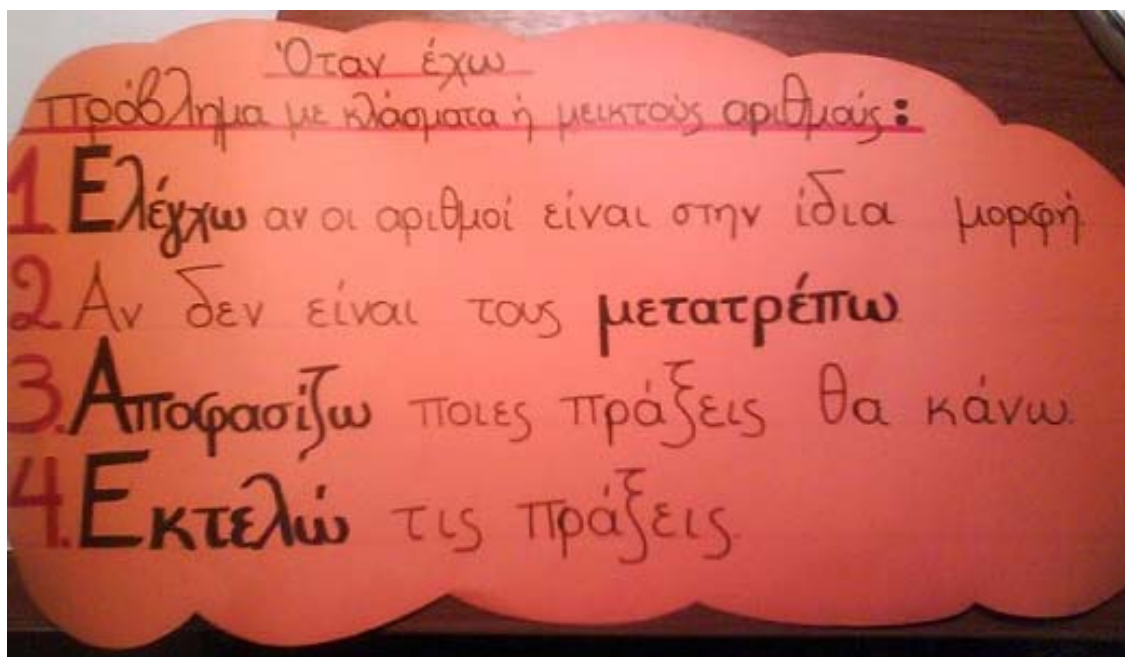 Όταν έχω
πρόβλημα με κλάσματα ή μεικτούς αριθμούς:
1. Ελέγχω αν οι αριθμοί είναι στην ίδια μορφή.
2 Αν δεν είναι τους μετατρέπω.
3. Αποφασίζω ποιες πράξεις θα κάνω.
4. Εκτελώ τις πράξεις.